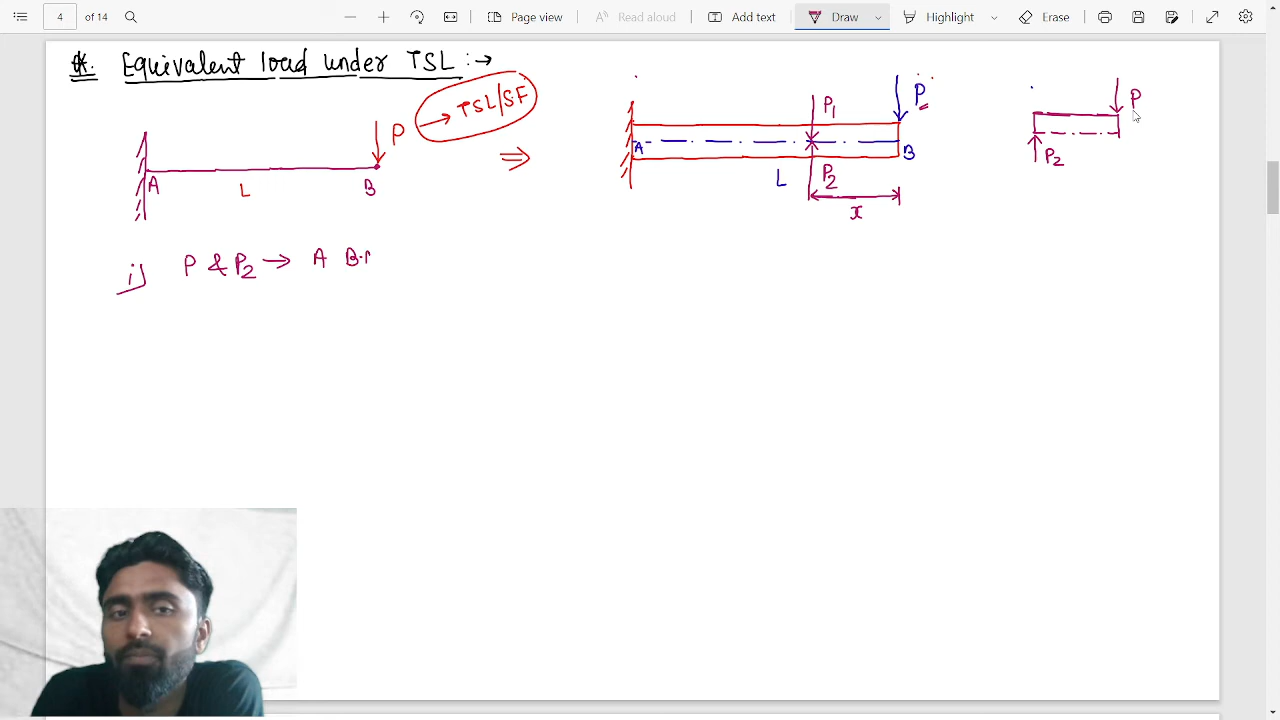 4 of 14
Page view
Read aloud
Add text
Draw
Highlight
Erase
Equivalent load under TSL :→
→ TSL/SF
P
A
L
B
⇒
P₁
P
A
B
L
P₂
x
P
P₂
i) P & P₂ → A B.